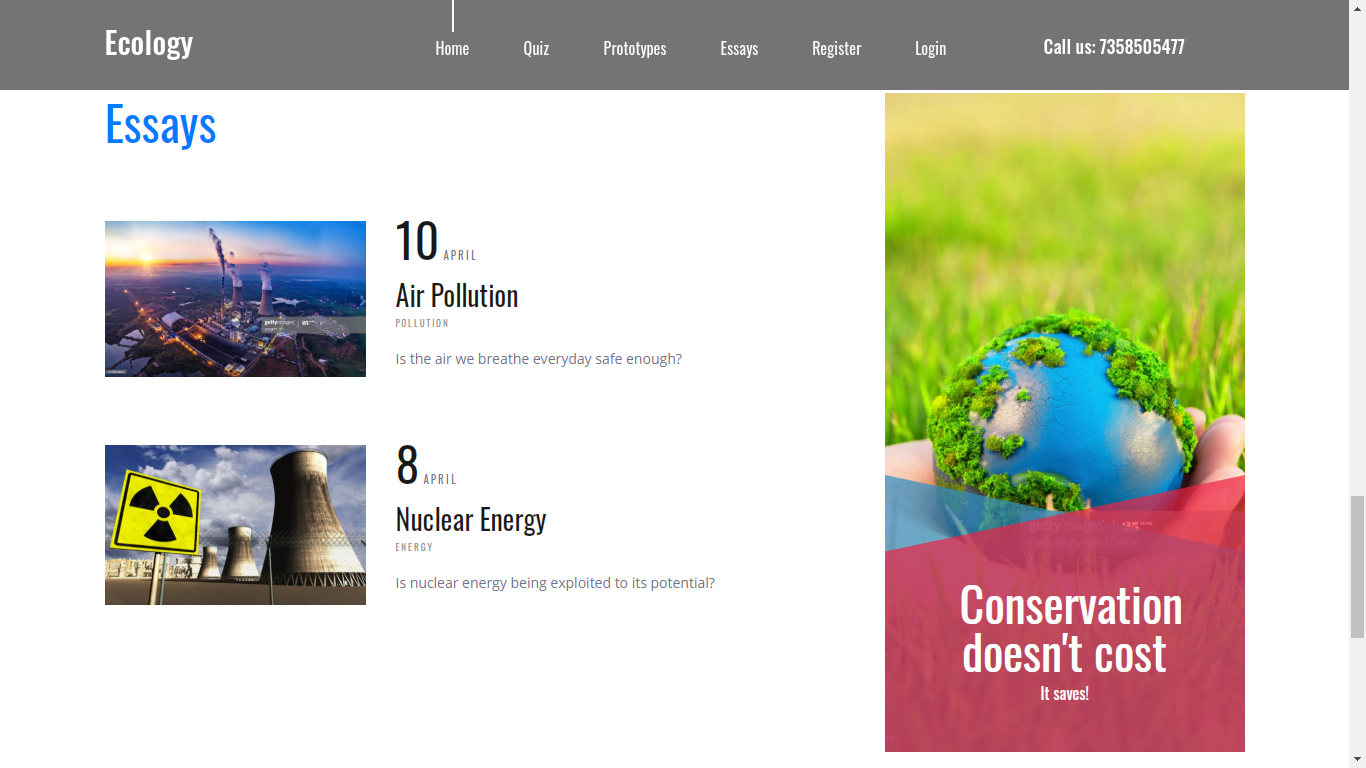 Ecology
Home
Quiz
Prototypes
Essays
Register
Login
Call us: 7358505477
Essays
10 APRIL
Air Pollution
POLLUTION
Is the air we breathe everyday safe enough?
gettyimages
8 APRIL
Nuclear Energy
ENERGY
Is nuclear energy being exploited to its potential?
gettyimages
Conservation
doesn't cost
It saves!